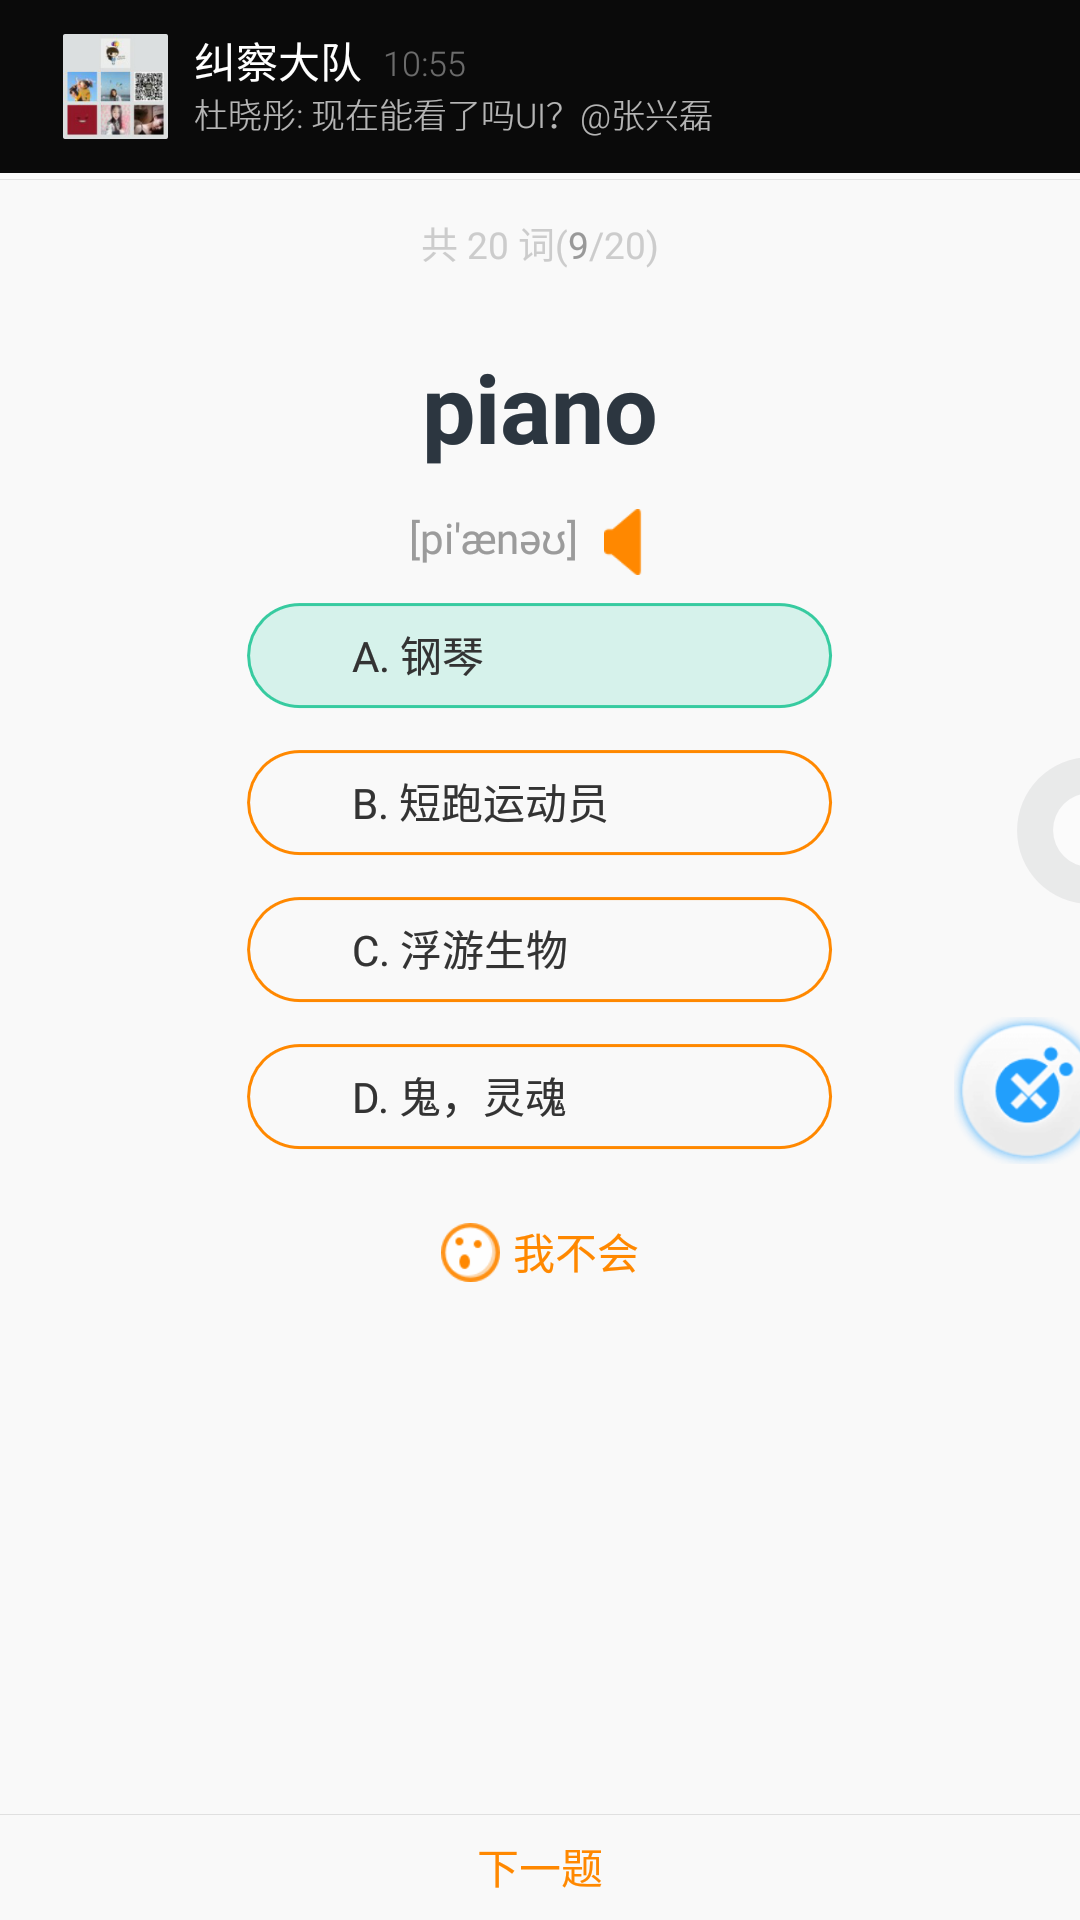 纠察大队 10:55
杜晓彤: 现在能看了吗UI? @张兴磊
共 20 词(9/20)
piano
[pi'ænəʊ]
A. 钢琴
B. 短跑运动员
C. 浮游生物
D. 鬼，灵魂
我不会
下一题